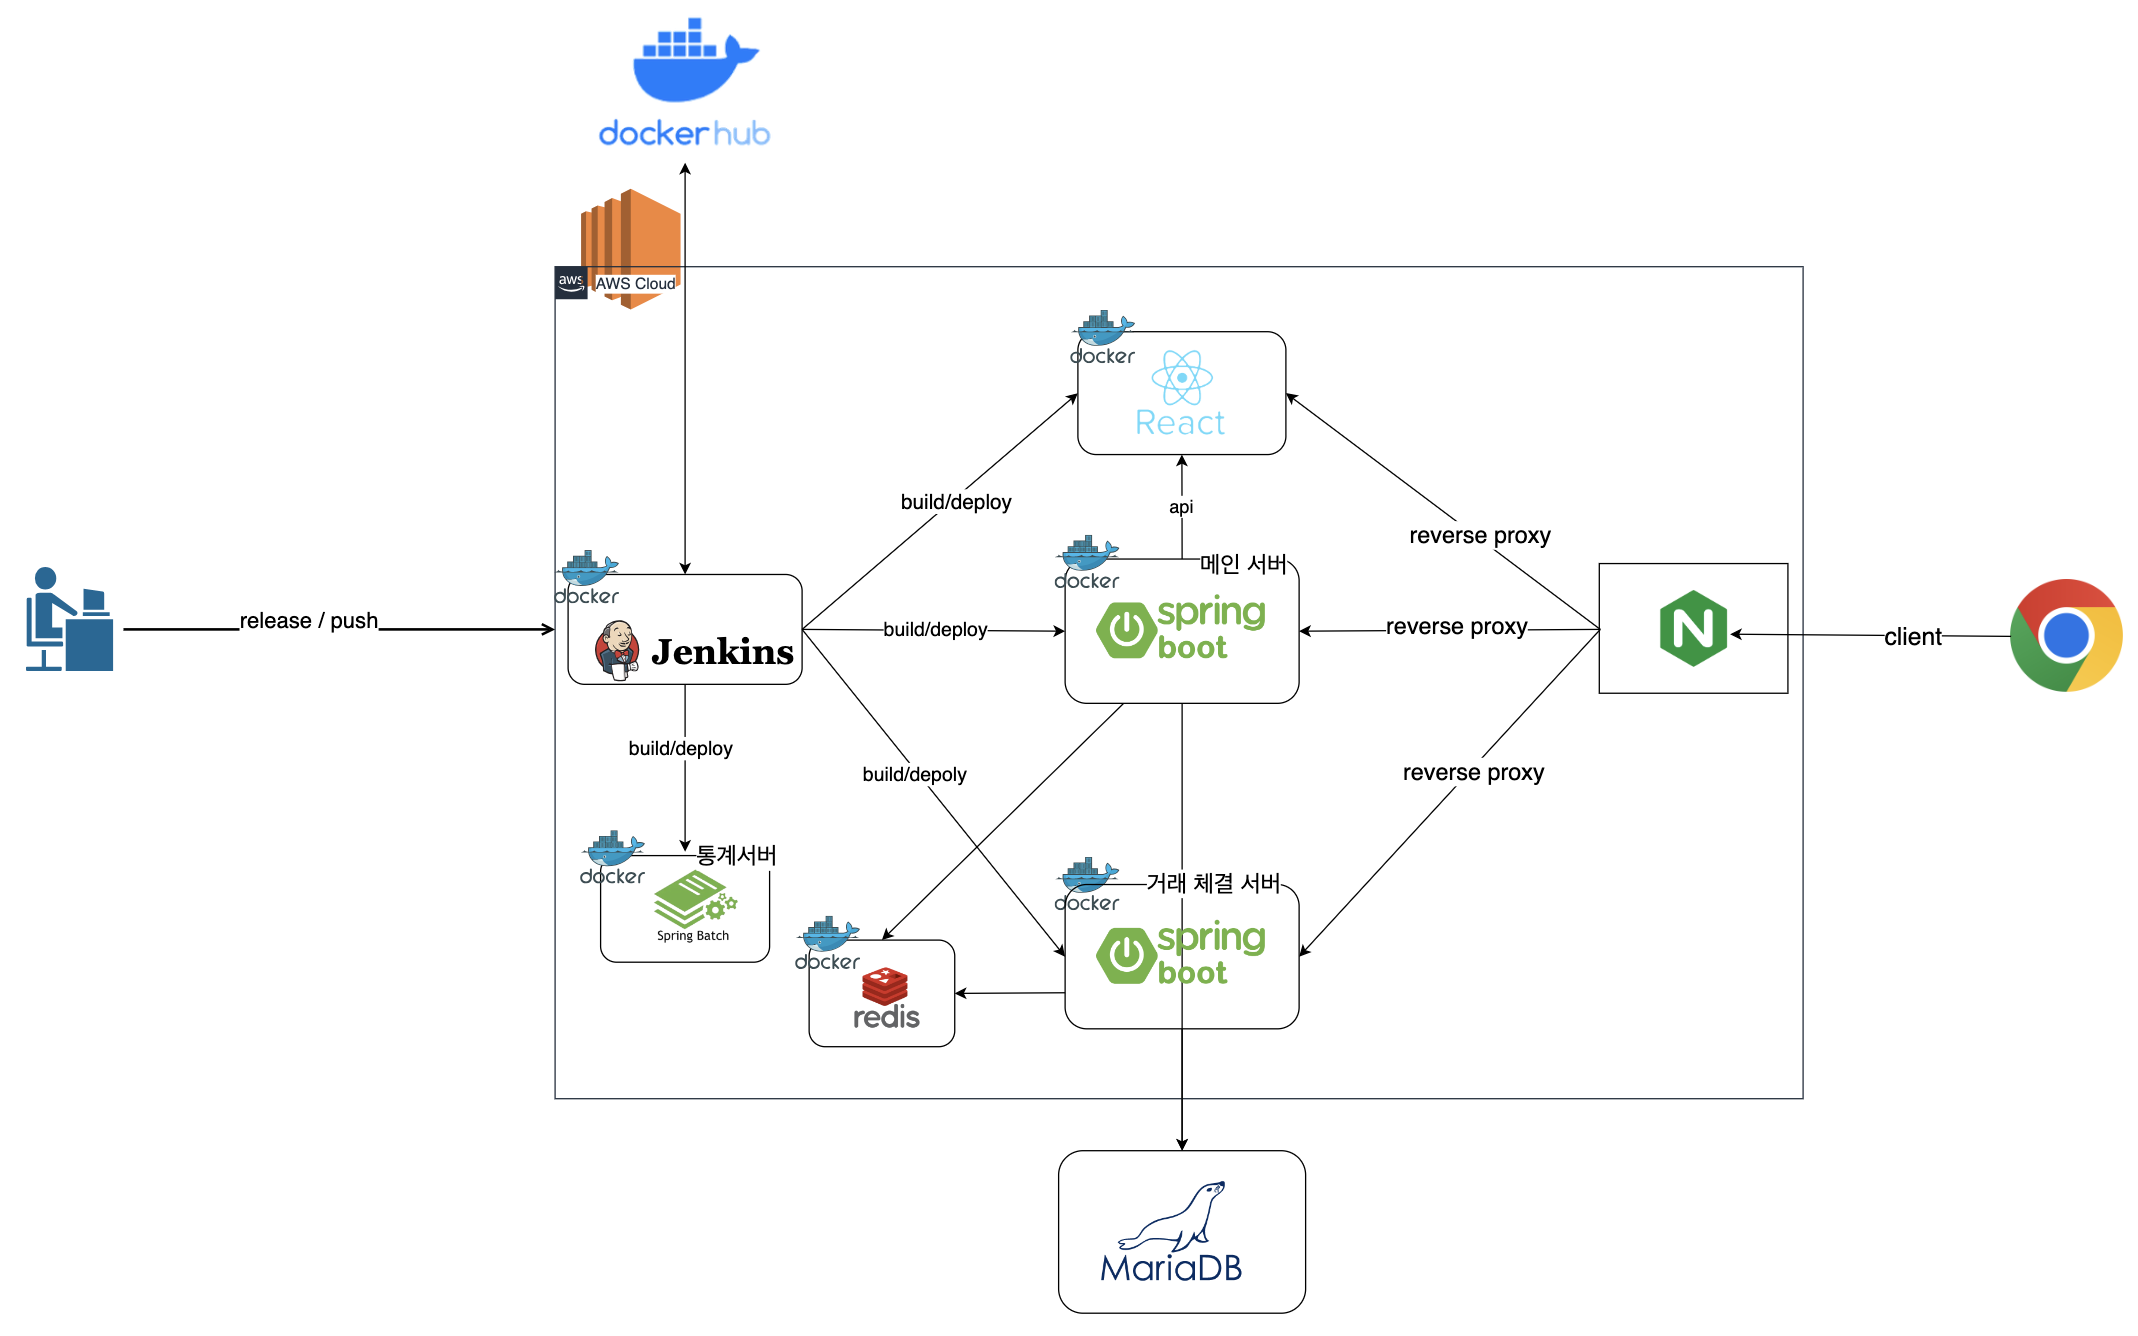 dockerhub
aws
AWS Cloud
docker
React
build/deploy
api
reverse proxy
docker
메인 서버
docker
release / push
Jenkins
build/deploy
spring
boot
reverse proxy
client
build/deploy
build/depoly
reverse proxy
docker
통계서버
Spring Batch
docker
거래 체결 서버
spring
boot
docker
redis
MariaDB